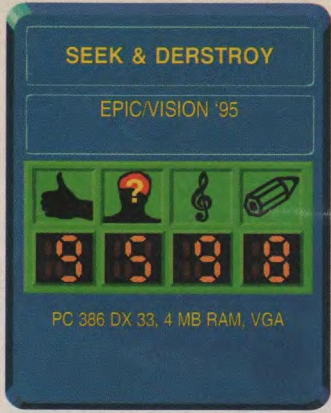 SEEK & DERSTROY
EPIC/VISION '95
?
9 5 9 8
PC 386 DX 33, 4 MB RAM, VGA